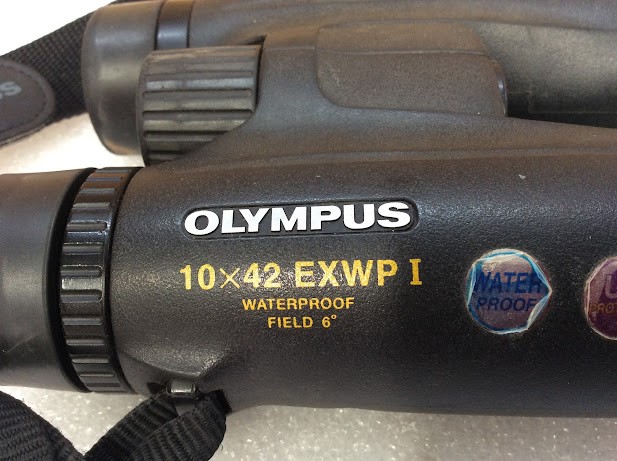 OLYMPUS
10×42 EXWP I
WATERPROOF
FIELD 6°
WATER
PROOF